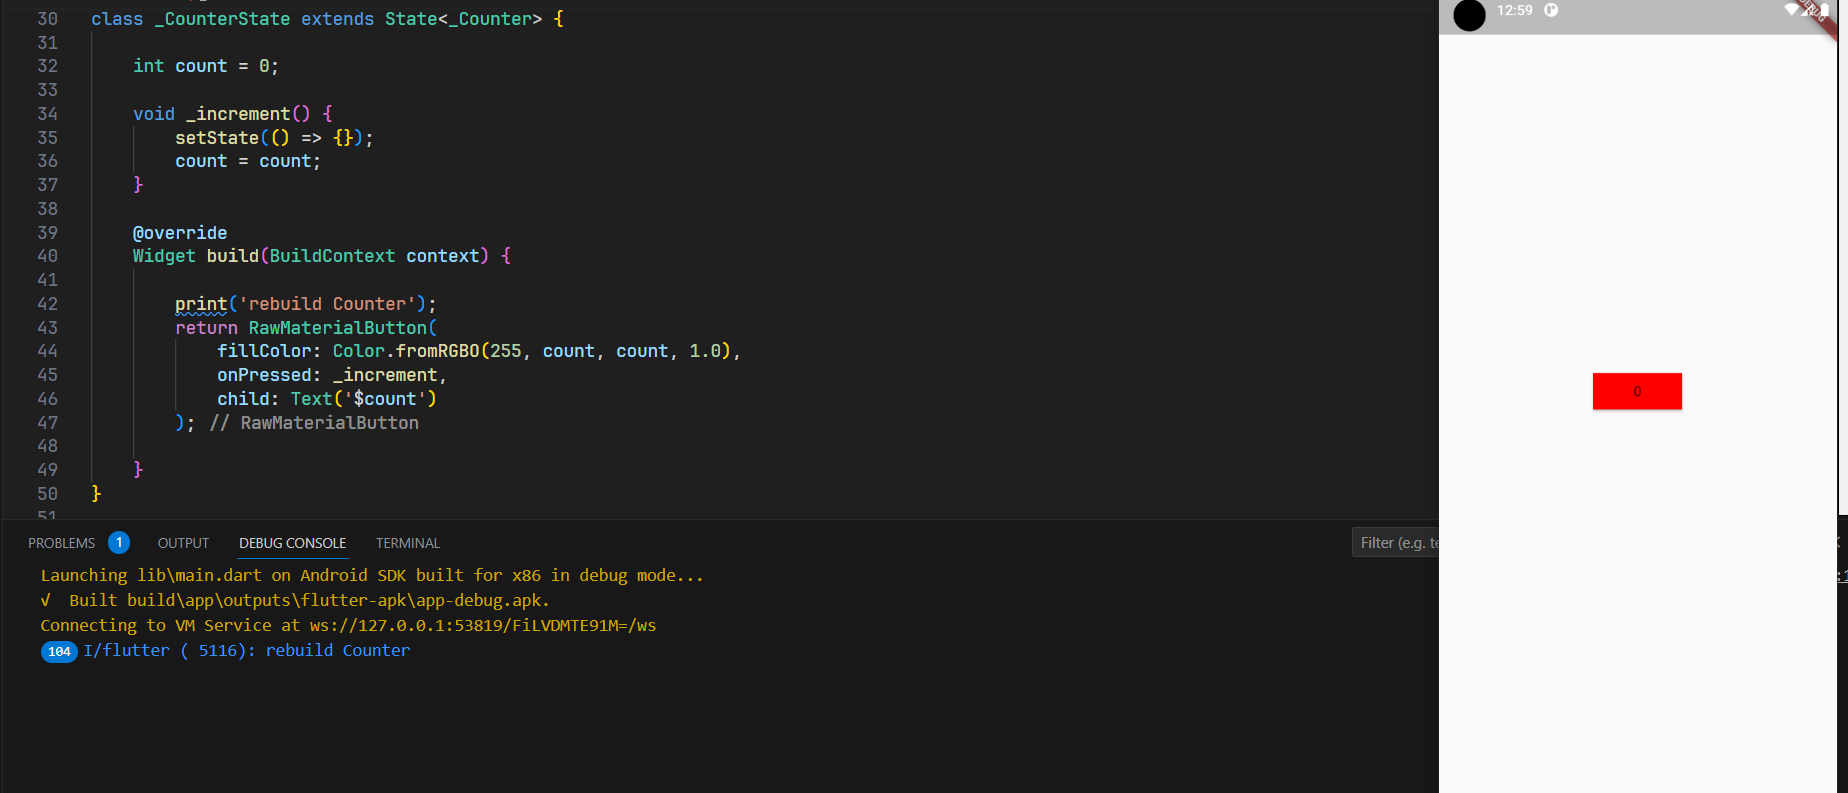 30 class _CounterState extends State<_Counter> {
31
32 int count = 0;
33
34 void _increment() {
35 setState(() => {});
36 count = count;
37 }
38
39 @override
40 Widget build(BuildContext context) {
41
42 print('rebuild Counter');
43 return RawMaterialButton(
44 fillColor: Color.fromRGBO(255, count, count, 1.0),
45 onPressed: _increment,
46 child: Text('$count')
47 ); // RawMaterialButton
48
49 }
50 }
51
PROBLEMS 1 OUTPUT DEBUG CONSOLE TERMINAL Filter (e.g. te
Launching lib\main.dart on Android SDK built for x86 in debug mode...
√ Built build\app\outputs\flutter-apk\app-debug.apk.
Connecting to VM Service at ws://127.0.0.1:53819/FiLVDMTE91M=/ws
104 I/flutter ( 5116): rebuild Counter
12:59
DEBUG
0
:1